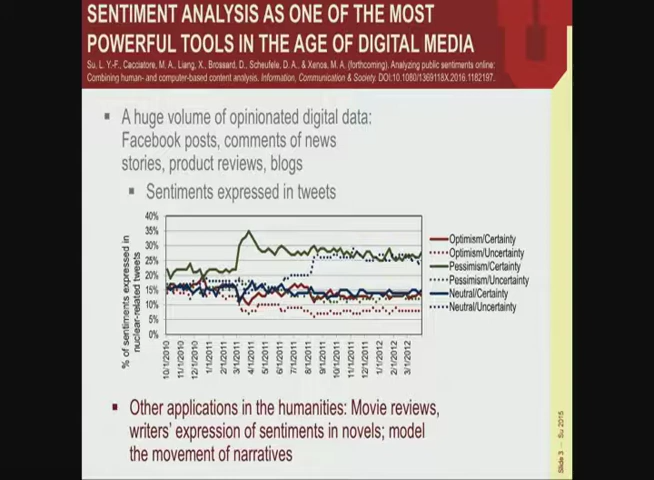 SENTIMENT ANALYSIS AS ONE OF THE MOST
POWERFUL TOOLS IN THE AGE OF DIGITAL MEDIA
Su, L. Y.-F., Cacciatore, M. A., Liang, X., Brossard, D., Scheufele, D. A., & Xenos, M. A. (forthcoming). Analyzing public sentiments online:
Combining human- and computer-based content analysis. Information, Communication & Society. DOI:10.1080/1369118X.2016.1182197.
▪ A huge volume of opinionated digital data:
Facebook posts, comments of news
stories, product reviews, blogs
▪ Sentiments expressed in tweets
% of sentiments expressed in
nuclear-related tweets
40%
35%
30%
25%
20%
15%
10%
5%
0%
10/1/2010
11/1/2010
12/1/2010
1/1/2011
2/1/2011
3/1/2011
4/1/2011
5/1/2011
6/1/2011
7/1/2011
8/1/2011
9/1/2011
10/1/2011
11/1/2011
12/1/2011
1/1/2012
2/1/2012
3/1/2012
Optimism/Certainty
Optimism/Uncertainty
Pessimism/Certainty
Pessimism/Uncertainty
Neutral/Certainty
Neutral/Uncertainty
▪ Other applications in the humanities: Movie reviews,
writers' expression of sentiments in novels; model
the movement of narratives
Slide 3 – Su 2015